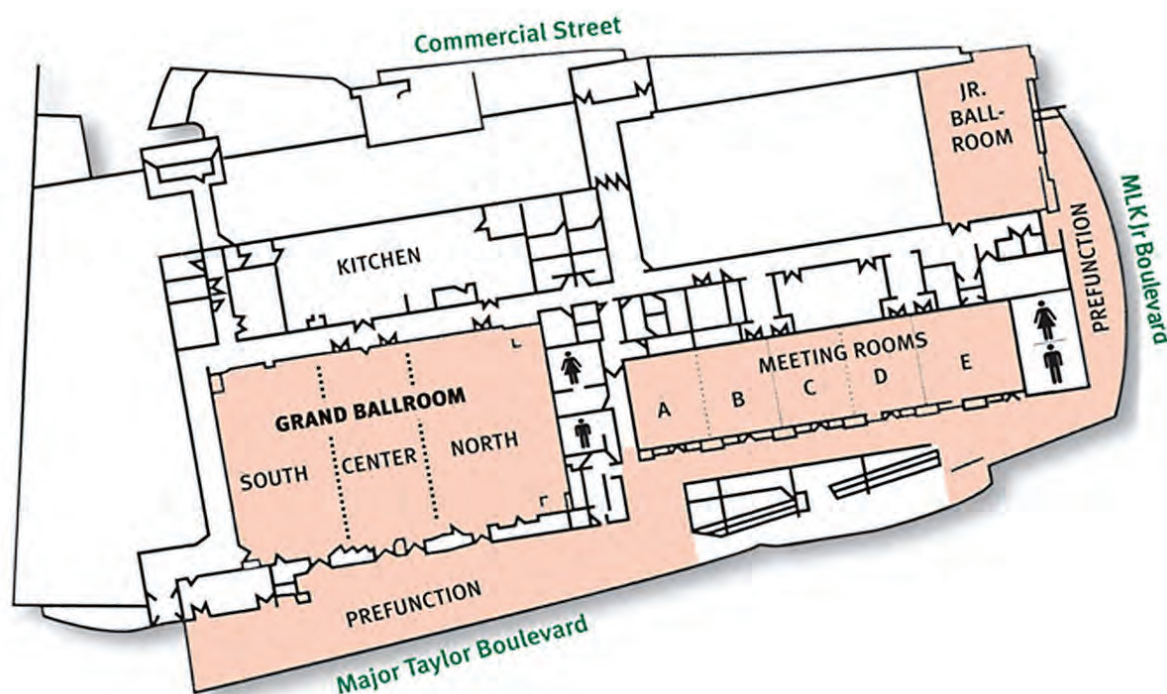 Commercial Street
JR.
BALL-
ROOM
MLK Jr Boulevard
PREFUNCTION
KITCHEN
MEETING ROOMS
A
B
C
D
E
GRAND BALLROOM
SOUTH
CENTER
NORTH
PREFUNCTION
Major Taylor Boulevard